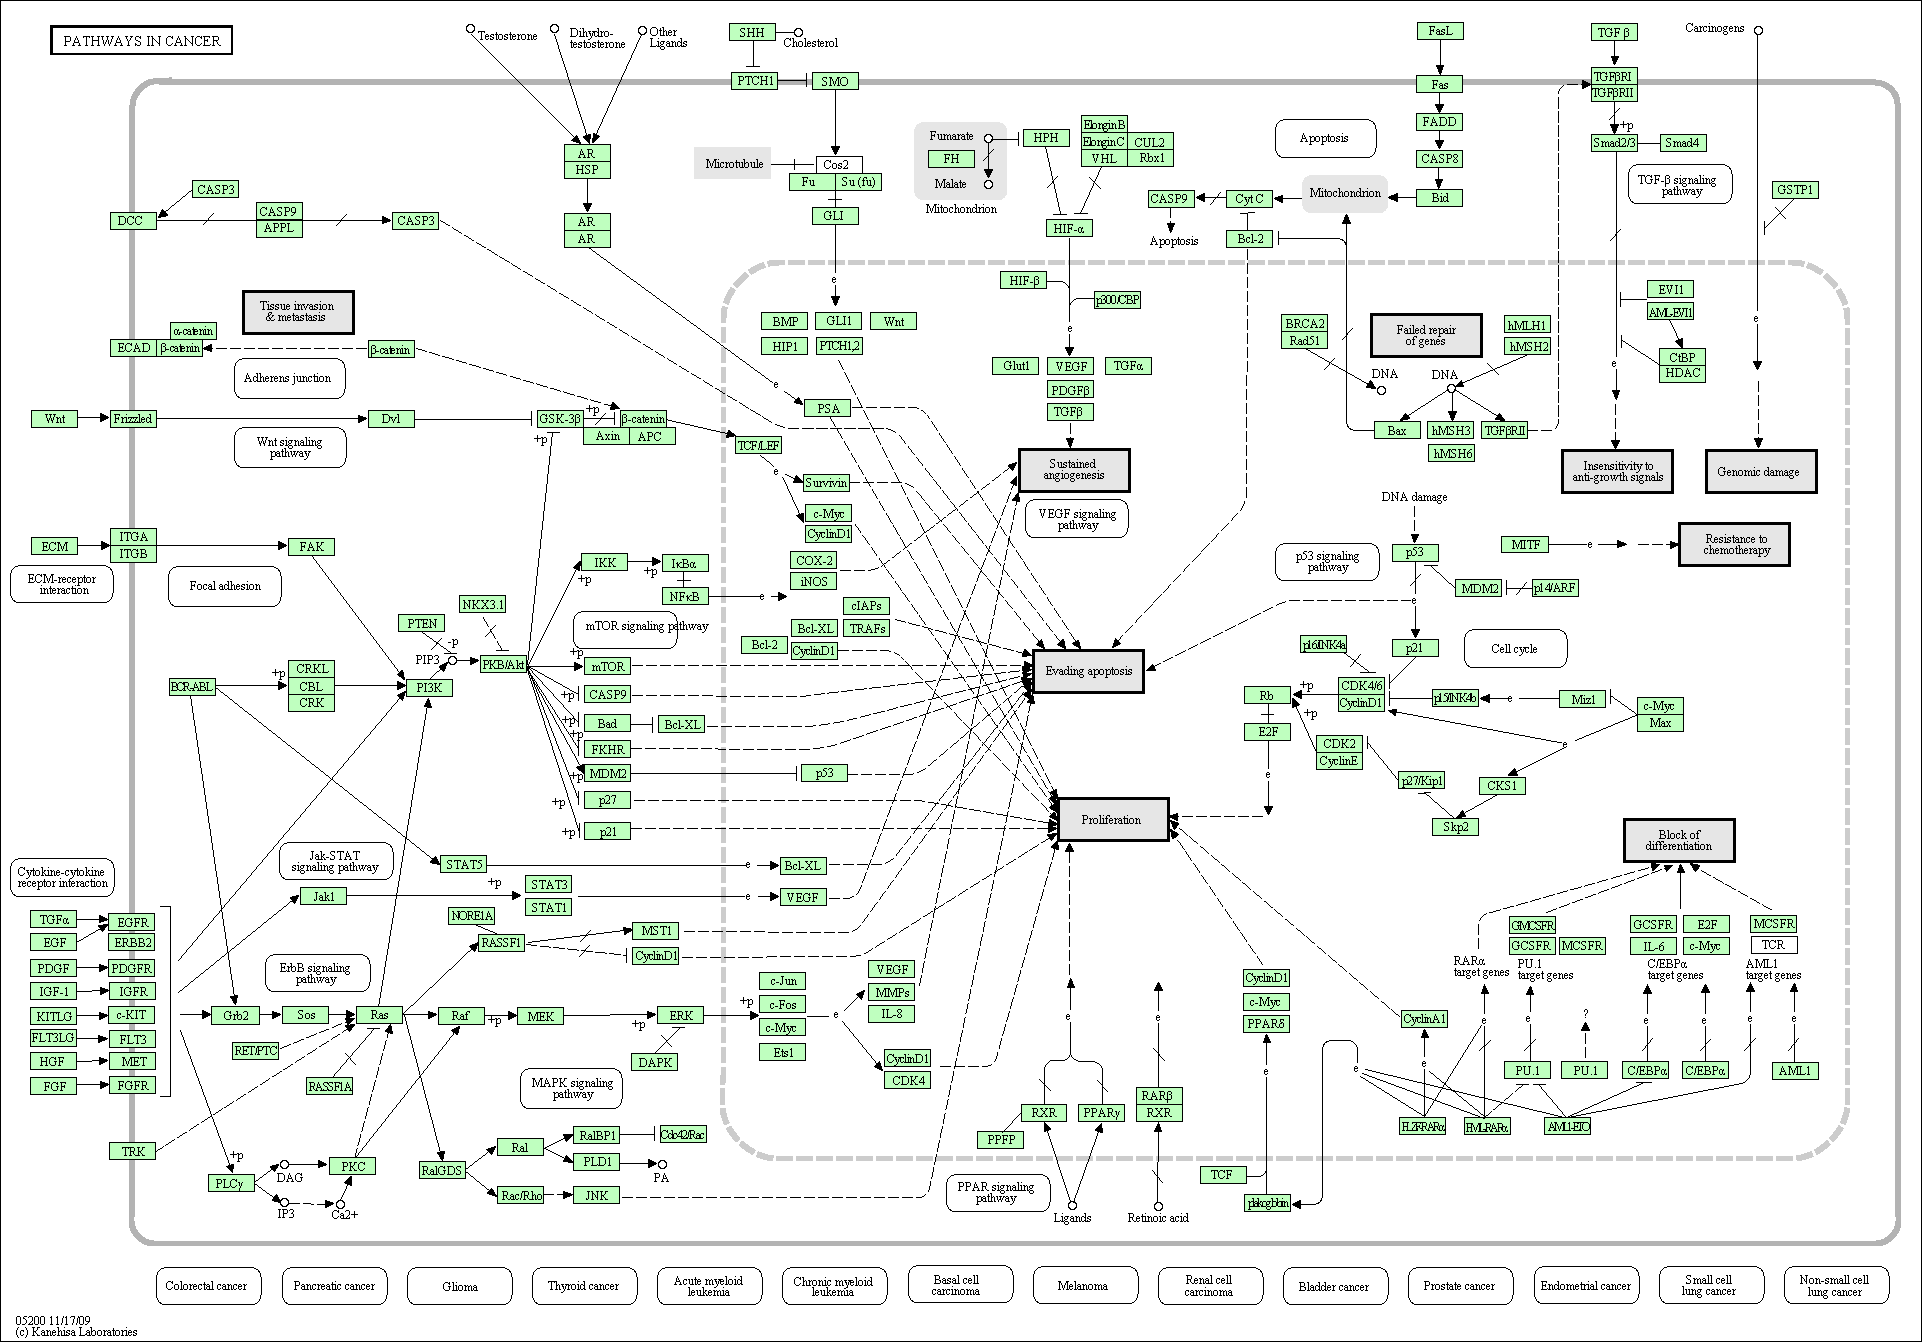 PATHWAYS IN CANCER
Testosterone
Dihydro-
testosterone
Other
Ligands
SHH
Cholesterol
PTCH1
SMO
FasL
Fas
FADD
CASP8
Bid
TGFβ
TGFβRI
TGFβRII
+p
Smad2/3
Smad4
TGF-β signaling
pathway
Carcinogens
GSTP1
AR
HSP
AR
AR
Microtubule
Cos2
Fu
Su (fu)
GLI
e
Fumarate
FH
Malate
Mitochondrion
HPH
ElonginB
ElonginC
CUL2
VHL
Rbx1
HIF-α
Apoptosis
CASP9
CytC
Mitochondrion
Apoptosis
Bcl-2
CASP3
DCC
CASP9
APPL
CASP3
Tissue invasion
& metastasis
α-catenin
ECAD
β-catenin
β-catenin
Adherens junction
BMP
GLI1
Wnt
HIP1
PTCH1,2
HIF-β
p300/CBP
e
Glut1
VEGF
TGFα
PDGFβ
TGFβ
BRCA2
Rad51
DNA
Failed repair
of genes
hMLH1
hMSH2
DNA
Bax
hMSH3
TGFβRII
hMSH6
EVI1
AML-EVI1
CtBP
HDAC
e
e
Wnt
Frizzled
Dvl
GSK-3β
+p
β-catenin
Axin
APC
+p
Wnt signaling
pathway
e
PSA
TCF/LEF
e
Survivin
c-Myc
CyclinD1
COX-2
iNOS
Sustained
angiogenesis
VEGF signaling
pathway
Insensitivity to
anti-growth signals
Genomic damage
DNA damage
p53
p53 signaling
pathway
MDM2
p14/ARF
MITF
e
Resistance to
chemotherapy
ECM
ITGA
ITGB
FAK
ECM-receptor
interaction
Focal adhesion
IKK
+p
+p
IκBα
NFκB
e
mTOR signaling pathway
NKX3.1
PTEN
-p
PIP3
PKB/Akt
BCR-ABL
+p
CRKL
CBL
CRK
PI3K
+p
mTOR
+p
CASP9
+p
Bad
Bcl-XL
+p
FKHR
+p
MDM2
p53
+p
p27
+p
p21
cIAPs
Bcl-XL
TRAFs
Bcl-2
CyclinD1
Evading apoptosis
e
p21
p16/INK4a
Cell cycle
Rb
+p
CDK4/6
CyclinD1
p15/INK4b
e
Miz1
c-Myc
Max
E2F
+p
CDK2
CyclinE
e
e
p27/Kip1
CKS1
Skp2
Proliferation
Block of
differentiation
Cytokine-cytokine
receptor interaction
Jak-STAT
signaling pathway
STAT5
e
Bcl-XL
Jak1
+p
STAT3
STAT1
e
VEGF
TGFα
EGFR
EGF
ERBB2
PDGF
PDGFR
IGF-1
IGFR
KITLG
c-KIT
FLT3LG
FLT3
HGF
MET
FGF
FGFR
TRK
NORE1A
RASSF1
MST1
CyclinD1
ErbB signaling
pathway
Grb2
Sos
Ras
Raf
+p
MEK
+p
ERK
+p
DAPK
RET/PTC
RASSF1A
MAPK signaling
pathway
c-Jun
c-Fos
c-Myc
Ets1
e
VEGF
MMPs
IL-8
CyclinD1
CDK4
+p
PLCγ
DAG
IP3
PKC
Ca2+
RalGDS
Ral
RalBP1
Cdc42/Rac
PLD1
PA
Rac/Rho
JNK
e
RXR
PPARγ
PPFP
PPAR signaling
pathway
Ligands
e
RARβ
RXR
Retinoic acid
CyclinD1
c-Myc
PPARδ
e
TCF
plakoglobin
e
CyclinA1
e
RARα
target genes
e
GMCSFR
GCSFR
MCSFR
PU.1
target genes
e
PU.1
?
PU.1
GCSFR
E2F
IL-6
c-Myc
C/EBPα
target genes
e
e
C/EBPα
C/EBPα
MCSFR
TCR
AML1
target genes
e
e
AML1
PLZF-RARα
PML-RARα
AML1-ETO
Colorectal cancer
Pancreatic cancer
Glioma
Thyroid cancer
Acute myeloid
leukemia
Chronic myeloid
leukemia
Basal cell
carcinoma
Melanoma
Renal cell
carcinoma
Bladder cancer
Prostate cancer
Endometrial cancer
Small cell
lung cancer
Non-small cell
lung cancer
05200 11/17/09
(c) Kanehisa Laboratories